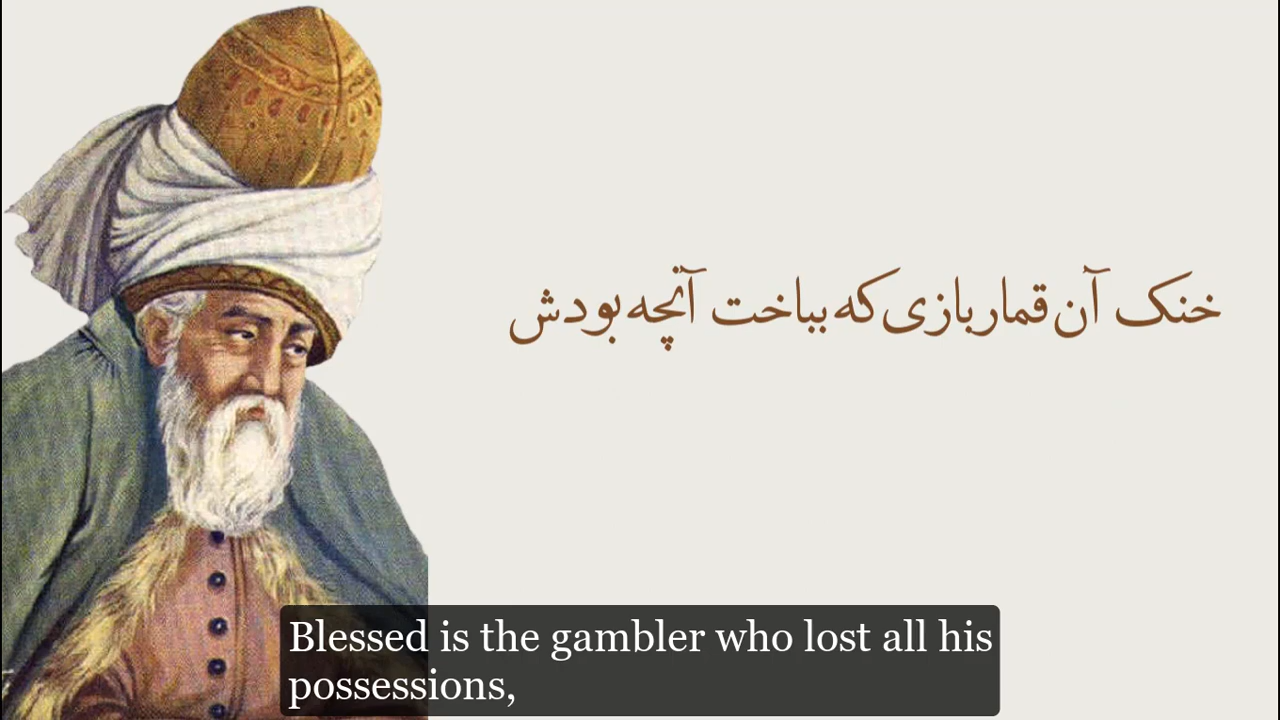 خنک آن قماربازی که بباخت آنچه بودش
Blessed is the gambler who lost all his
possessions,